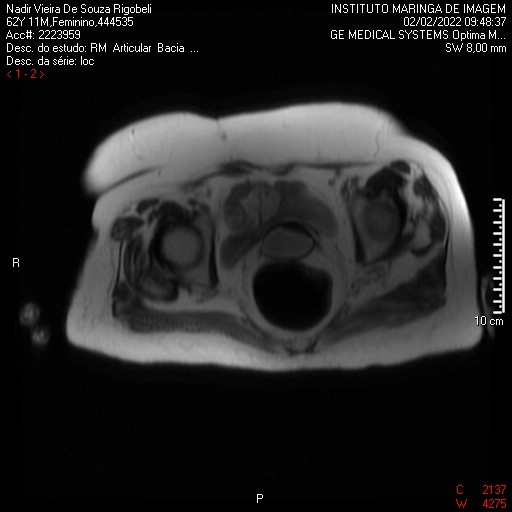 Nadir Vieira De Souza Rigobeli
62Y 11M,Feminino,444535
Acc#: 2223959
Desc. do estudo: RM Articular Bacia ...
Desc. da série: loc
< 1 - 2 >
INSTITUTO MARINGA DE IMAGEM
02/02/2022 09:48:37
GE MEDICAL SYSTEMS Optima M...
SW 8,00 mm
R
10 cm
P
C 2137
W 4275